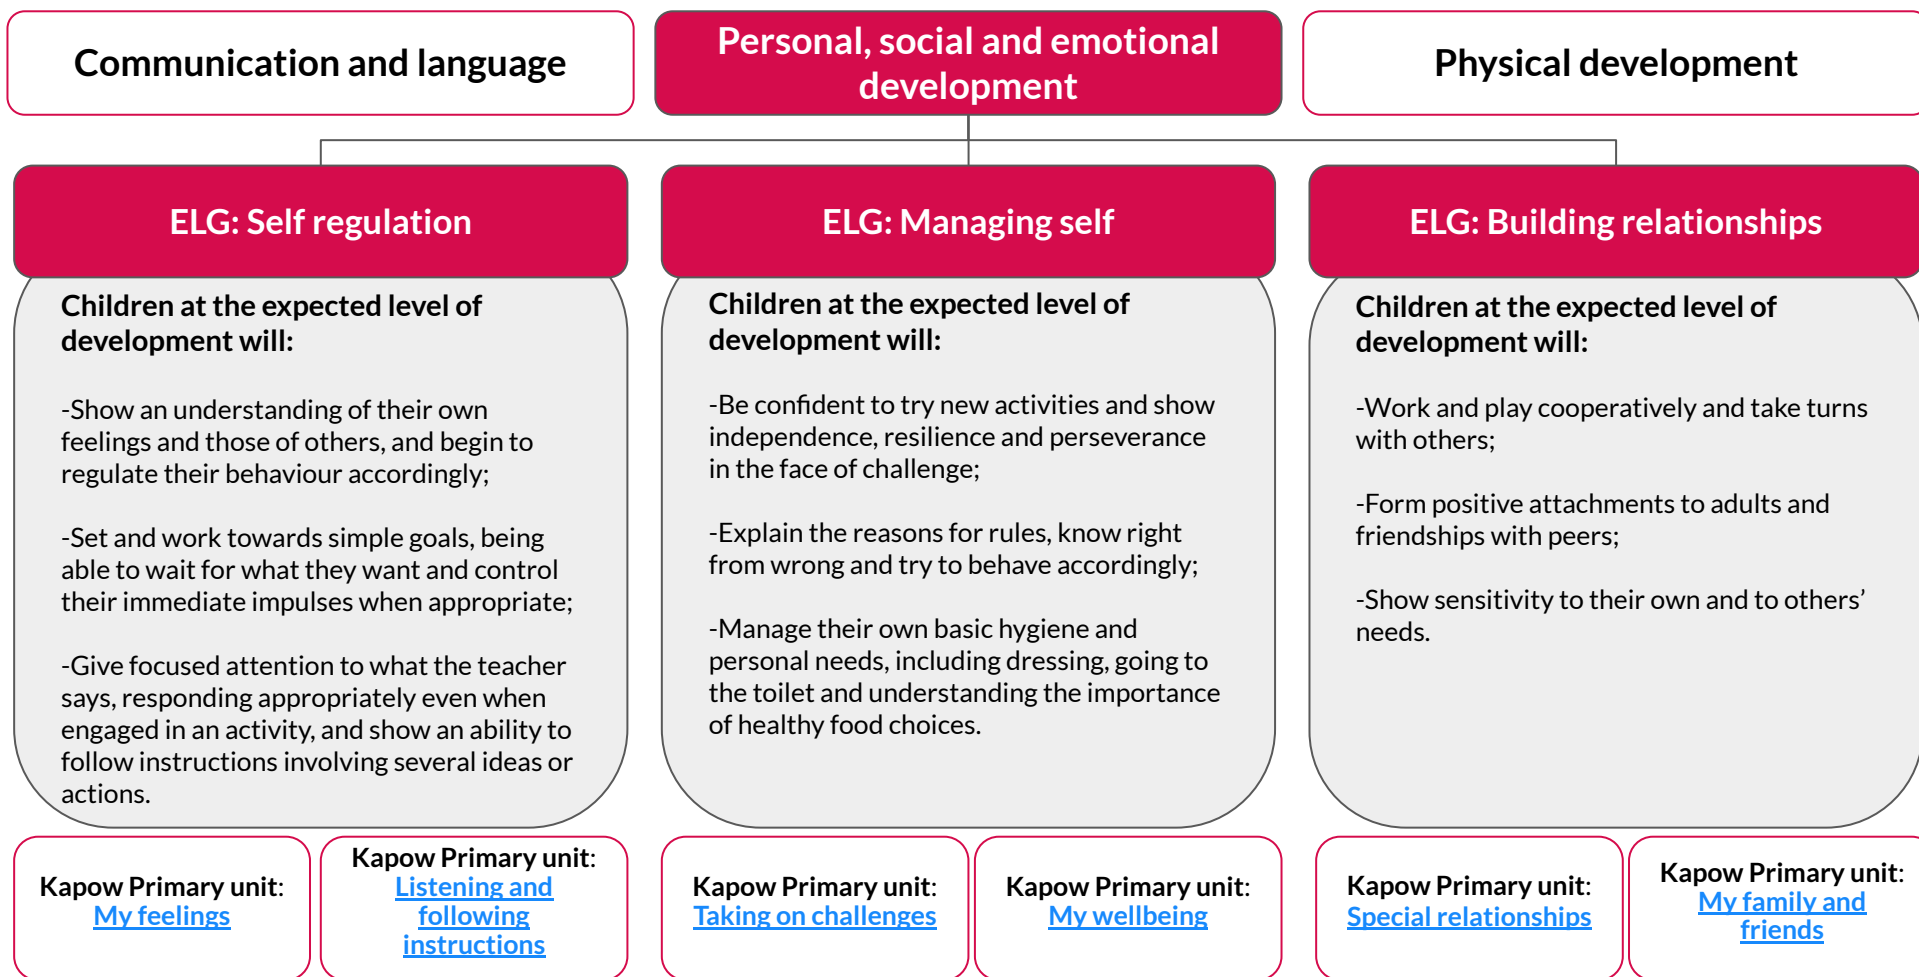 Communication and language
Personal, social and emotional
development
Physical development
ELG: Self regulation
Children at the expected level of
development will:
-Show an understanding of their own
feelings and those of others, and begin to
regulate their behaviour accordingly;
-Set and work towards simple goals, being
able to wait for what they want and control
their immediate impulses when appropriate;
-Give focused attention to what the teacher
says, responding appropriately even when
engaged in an activity, and show an ability to
follow instructions involving several ideas or
actions.
Kapow Primary unit:
My feelings
Kapow Primary unit:
Listening and
following
instructions
ELG: Managing self
Children at the expected level of
development will:
-Be confident to try new activities and show
independence, resilience and perseverance
in the face of challenge;
-Explain the reasons for rules, know right
from wrong and try to behave accordingly;
-Manage their own basic hygiene and
personal needs, including dressing, going to
the toilet and understanding the importance
of healthy food choices.
Kapow Primary unit:
Taking on challenges
Kapow Primary unit:
My wellbeing
ELG: Building relationships
Children at the expected level of
development will:
-Work and play cooperatively and take turns
with others;
-Form positive attachments to adults and
friendships with peers;
-Show sensitivity to their own and to others’
needs.
Kapow Primary unit:
Special relationships
Kapow Primary unit:
My family and
friends